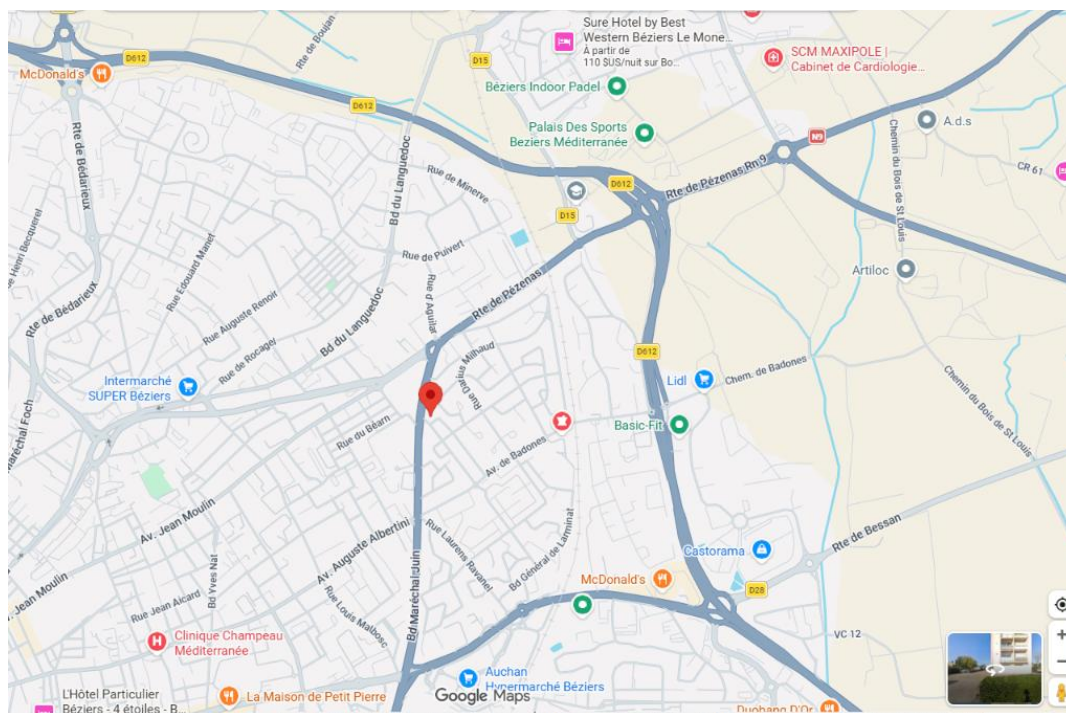 Sure Hotel by Best
Western Béziers Le Mone...
À partir de
110 $US/nuit sur Bo...
SCM MAXIPOLE |
Cabinet de Cardiologie...
McDonald's
D612
Rte de Boujan
D15
D612
Béziers Indoor Padel
Palais Des Sports
Beziers Méditerranée
N9
A.d.s
CR 61
Chemin du Bois de St Louis
Rte de Bédarieux
Bd du Languedoc
Rue de Minerve
D612
Rte de Pézenas Rn 9
D15
Rue Edouard Manet
Rue de Puivert
Rue d Aguilar
Rte de Pézenas
Artiloc
Rte de Bédarieux
Rue Auguste Renoir
Rue de Rocager
Bd du Languedoc
Rue Darius Milhaud
D612
Intermarché
SUPER Béziers
Lidl
Chem. de Badones
Chemin du Bois de St Louis
Maréchal Foch
Rue du Béarn
Av. de Badones
Basic-Fit
Av. Jean Moulin
Av. Auguste Albertini
Rue Laurens Ravanel
Bd Général de Larminat
Rte de Bessan
Castorama
Jean Moulin
Bd Yves Nat
Rue Jean Aicard
Rue Louis Malbosc
Bd Maréchal Juin
McDonald's
D28
Clinique Champeau
Méditerranée
VC 12
L'Hôtel Particulier
Béziers - 4 étoiles - B...
La Maison de Petit Pierre
Auchan
Hypermarché Béziers
Google Maps
Duobang D'Or